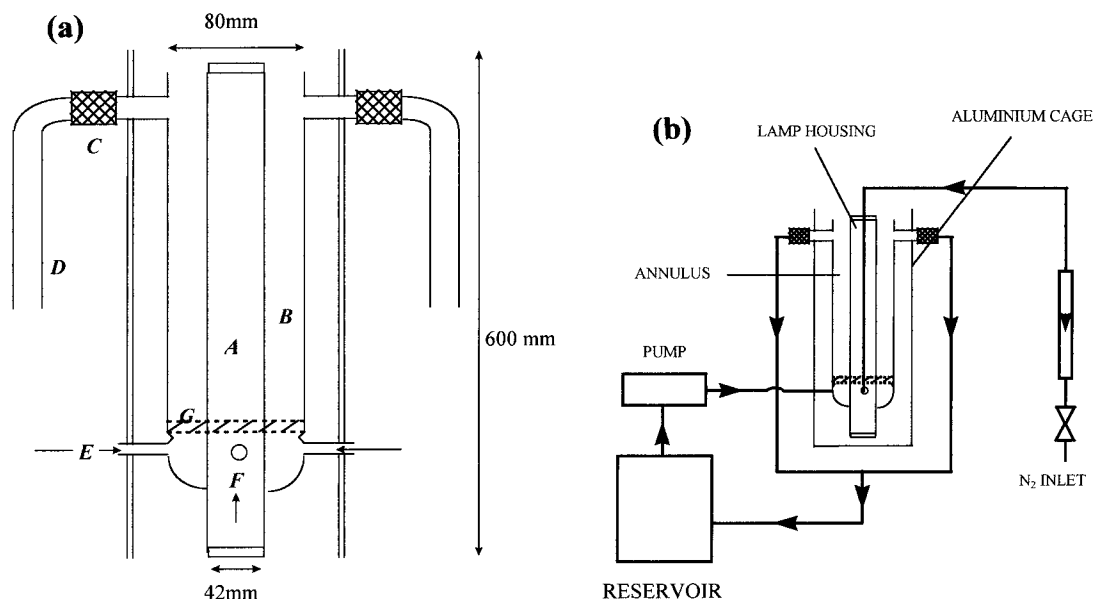 (a)
80mm
C
D
B
A
600 mm
G
E
F
42mm
(b)
LAMP HOUSING
ALUMINIUM CAGE
ANNULUS
PUMP
N₂ INLET
RESERVOIR